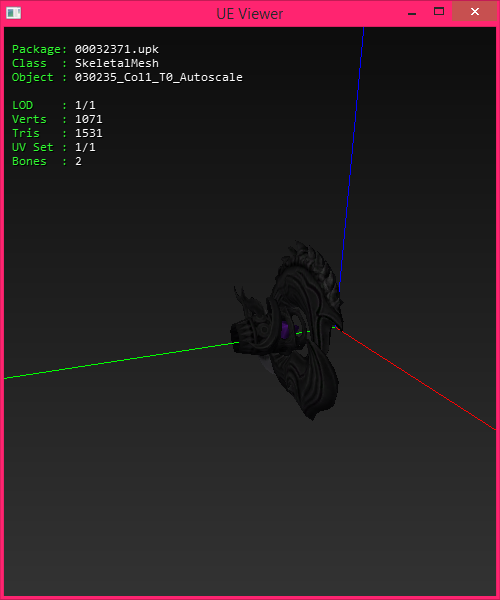 UE Viewer
Package: 00032371.upk
Class  : SkeletalMesh
Object : 030235_Col1_T0_Autoscale
LOD    : 1/1
Verts  : 1071
Tris   : 1531
UV Set : 1/1
Bones  : 2